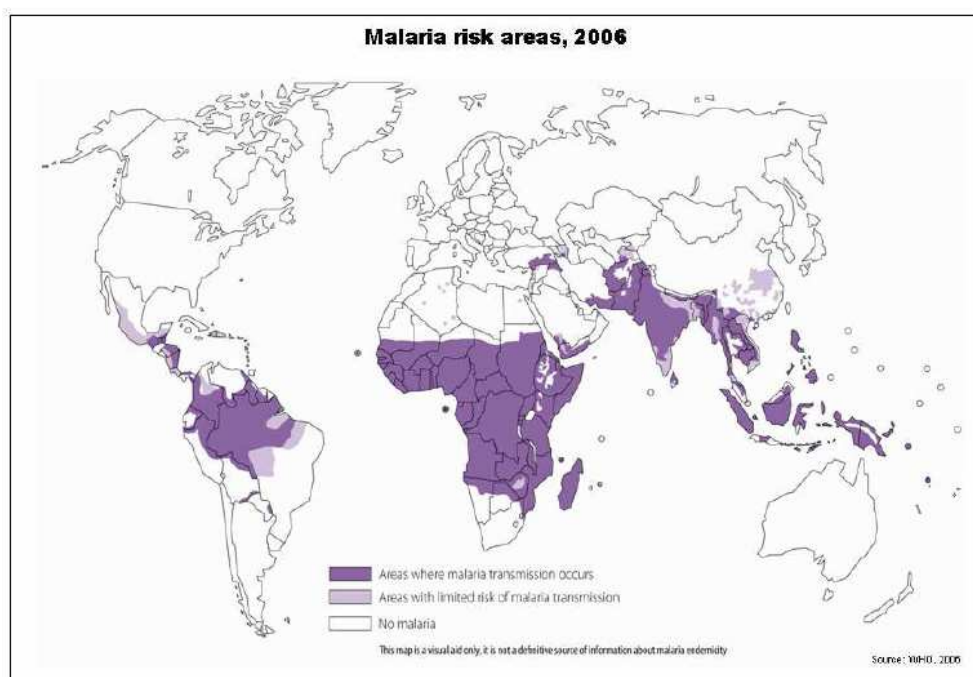 Malaria risk areas, 2006
Areas where malaria transmission occurs
Areas with limited risk of malaria transmission
No malaria
This map is a visual aid only, it is not a definitive source of information about malaria endemicity
Source: WHO, 2006